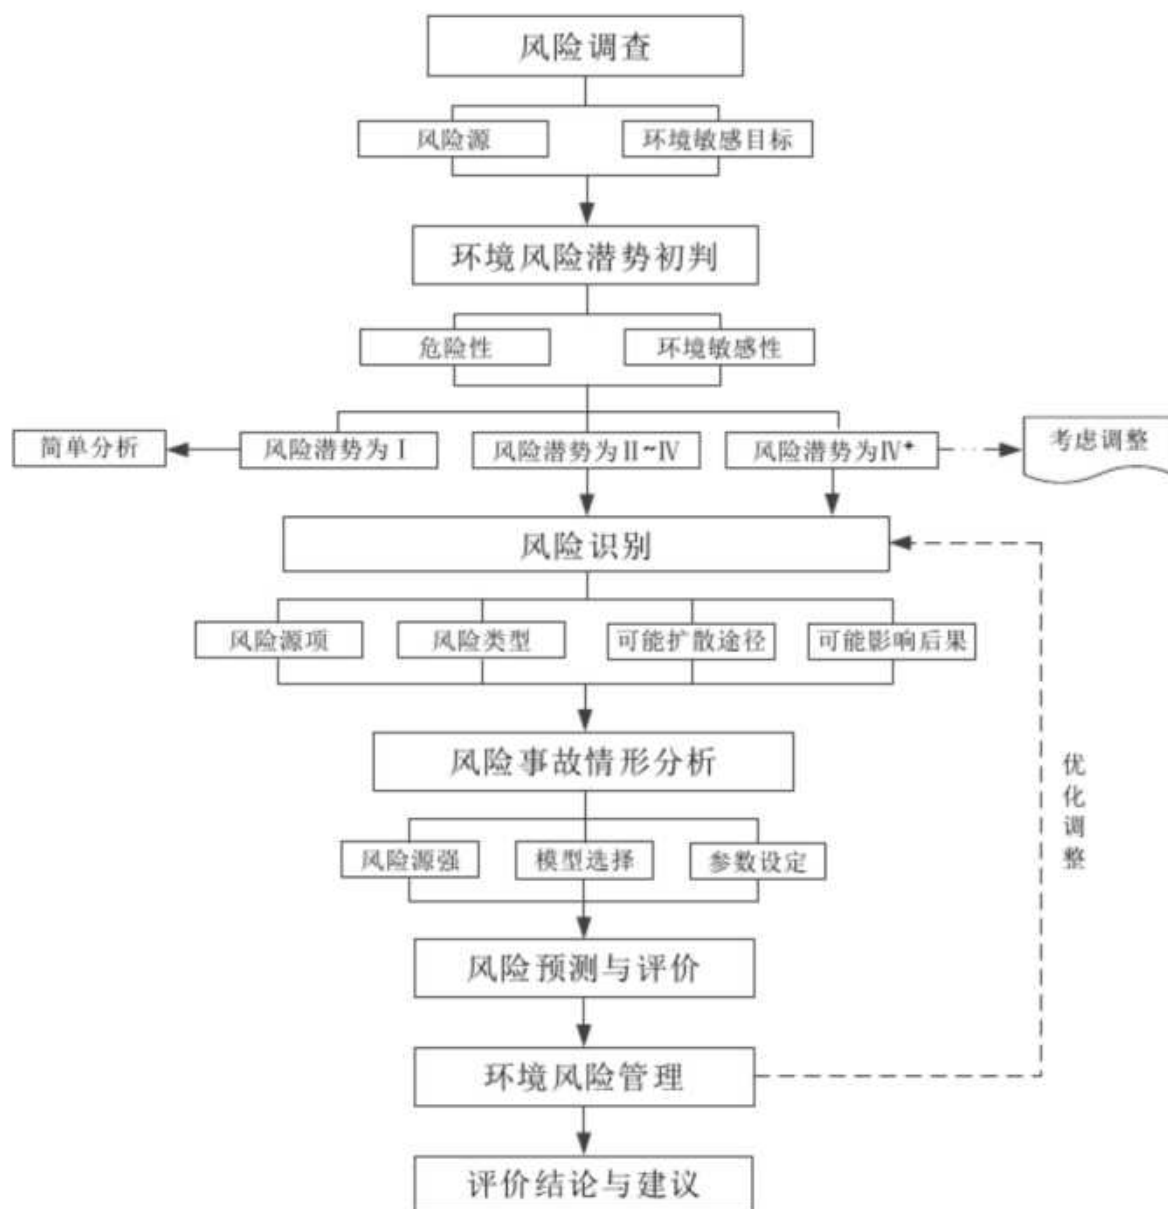 风险调查
风险源
环境敏感目标
环境风险潜势初判
危险性
环境敏感性
简单分析
风险潜势为Ⅰ
风险潜势为Ⅱ~Ⅳ
风险潜势为Ⅳ+
考虑调整
风险识别
风险源项
风险类型
可能扩散途径
可能影响后果
风险事故情形分析
优化调整
风险源强
模型选择
参数设定
风险预测与评价
环境风险管理
评价结论与建议